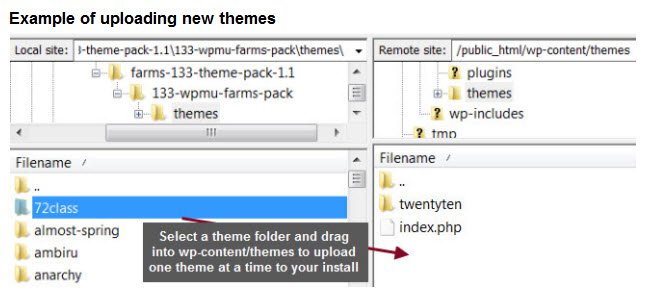 Example of uploading new themes
Local site: l-theme-pack-1.1\133-wpmu-farms-pack\themes\
farms-133-theme-pack-1.1
133-wpmu-farms-pack
themes
Filename /
..
72class
almost-spring
ambiru
anarchy
Remote site: /public_html/wp-content/themes
? plugins
themes
? wp-includes
? tmp
Filename /
..
twentyten
index.php
Select a theme folder and drag
into wp-content/themes to upload
one theme at a time to your install